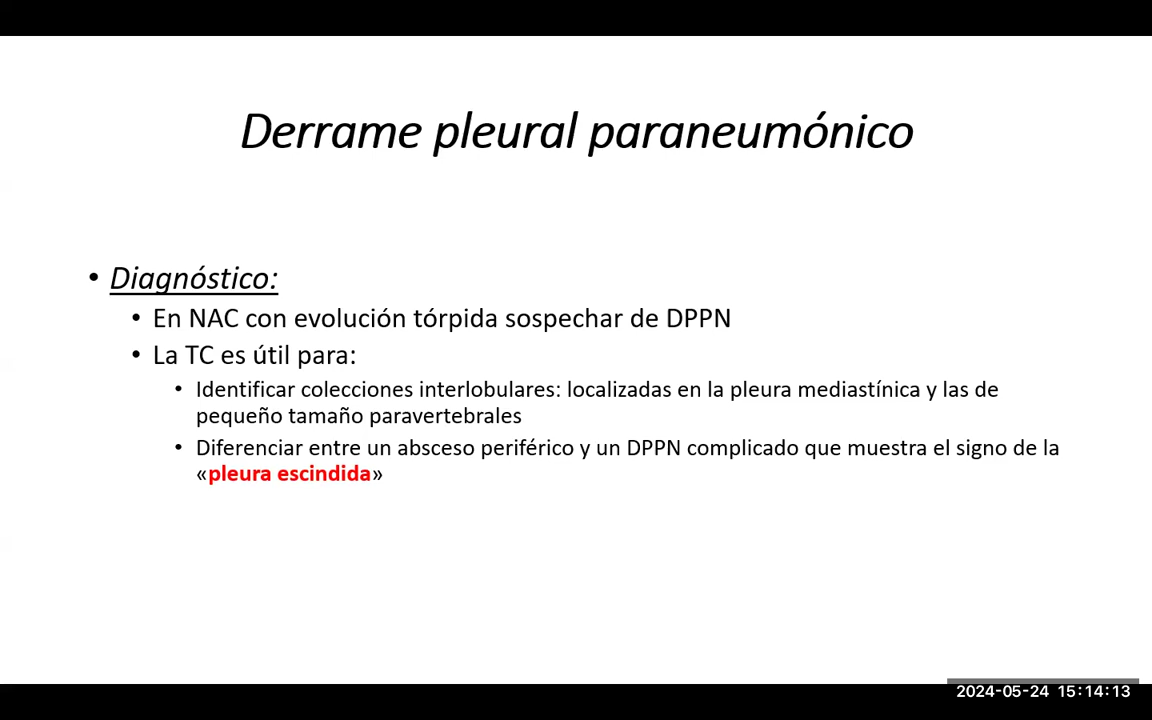 Derrame pleural paraneumónico
• Diagnóstico:
• En NAC con evolución tórpida sospechar de DPPN
• La TC es útil para:
• Identificar colecciones interlobulares: localizadas en la pleura mediastínica y las de
pequeño tamaño paravertebrales
• Diferenciar entre un absceso periférico y un DPPN complicado que muestra el signo de la
«pleura escindida»
2024-05-24 15:14:13